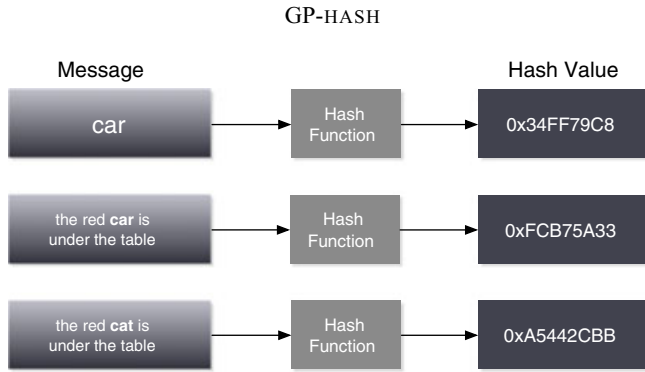 GP-HASH
Message
Hash Value
car
Hash
Function
0x34FF79C8
the red car is
under the table
Hash
Function
0xFCB75A33
the red cat is
under the table
Hash
Function
0xA5442CBB